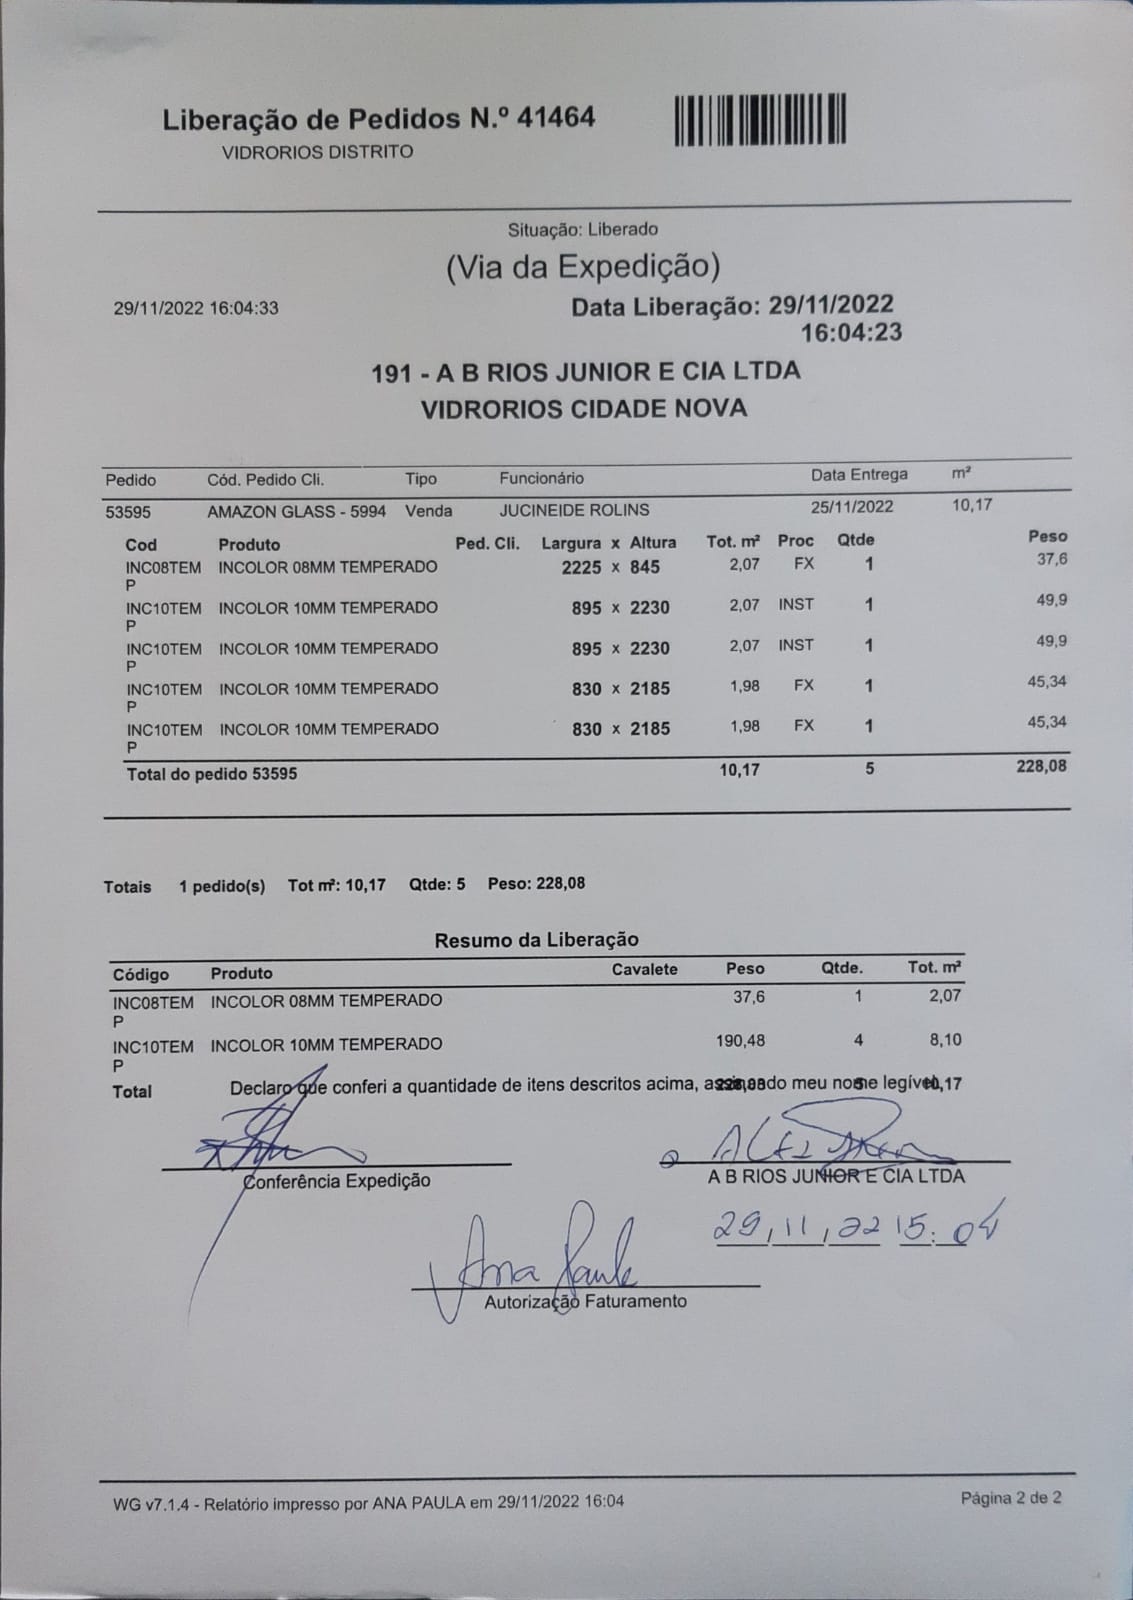 Liberação de Pedidos N.º 41464
VIDRORIOS DISTRITO
Situação: Liberado
(Via da Expedição)
29/11/2022 16:04:33 Data Liberação: 29/11/2022
16:04:23
191 - A B RIOS JUNIOR E CIA LTDA
VIDRORIOS CIDADE NOVA
Pedido Cód. Pedido Cli. Tipo Funcionário Data Entrega m²
53595 AMAZON GLASS - 5994 Venda JUCINEIDE ROLINS 25/11/2022 10,17
Cod Produto Ped. Cli. Largura x Altura Tot. m² Proc Qtde Peso
INC08TEM INCOLOR 08MM TEMPERADO 2225 x 845 2,07 FX 1 37,6
P
INC10TEM INCOLOR 10MM TEMPERADO 895 x 2230 2,07 INST 1 49,9
P
INC10TEM INCOLOR 10MM TEMPERADO 895 x 2230 2,07 INST 1 49,9
P
INC10TEM INCOLOR 10MM TEMPERADO 830 x 2185 1,98 FX 1 45,34
P
INC10TEM INCOLOR 10MM TEMPERADO 830 x 2185 1,98 FX 1 45,34
P
Total do pedido 53595 10,17 5 228,08
Totais 1 pedido(s) Tot m²: 10,17 Qtde: 5 Peso: 228,08
Resumo da Liberação
Código Produto Cavalete Peso Qtde. Tot. m²
INC08TEM INCOLOR 08MM TEMPERADO 37,6 1 2,07
P
INC10TEM INCOLOR 10MM TEMPERADO 190,48 4 8,10
P
Total Declaro que conferi a quantidade de itens descritos acima, assinado meu nome legível,17
Conferência Expedição
A B RIOS JUNIOR E CIA LTDA
29,11,22 15:04
Ana Paula
Autorização Faturamento
WG v7.1.4 - Relatório impresso por ANA PAULA em 29/11/2022 16:04 Página 2 de 2